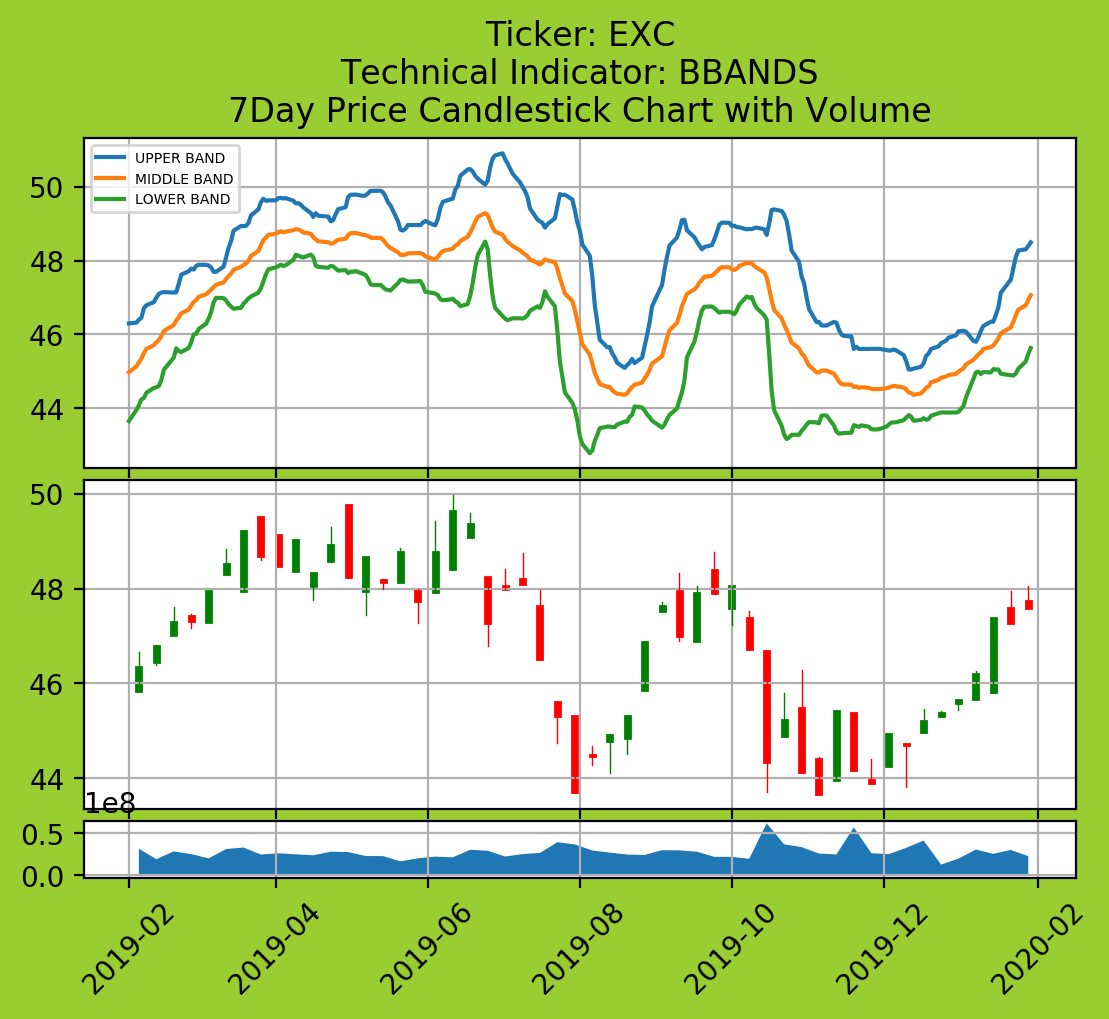 Ticker: EXC
Technical Indicator: BBANDS
7Day Price Candlestick Chart with Volume
UPPER BAND
MIDDLE BAND
LOWER BAND
50
48
46
44
50
48
46
44
1e8
0.5
0.0
2019-02
2019-04
2019-06
2019-08
2019-10
2019-12
2020-02